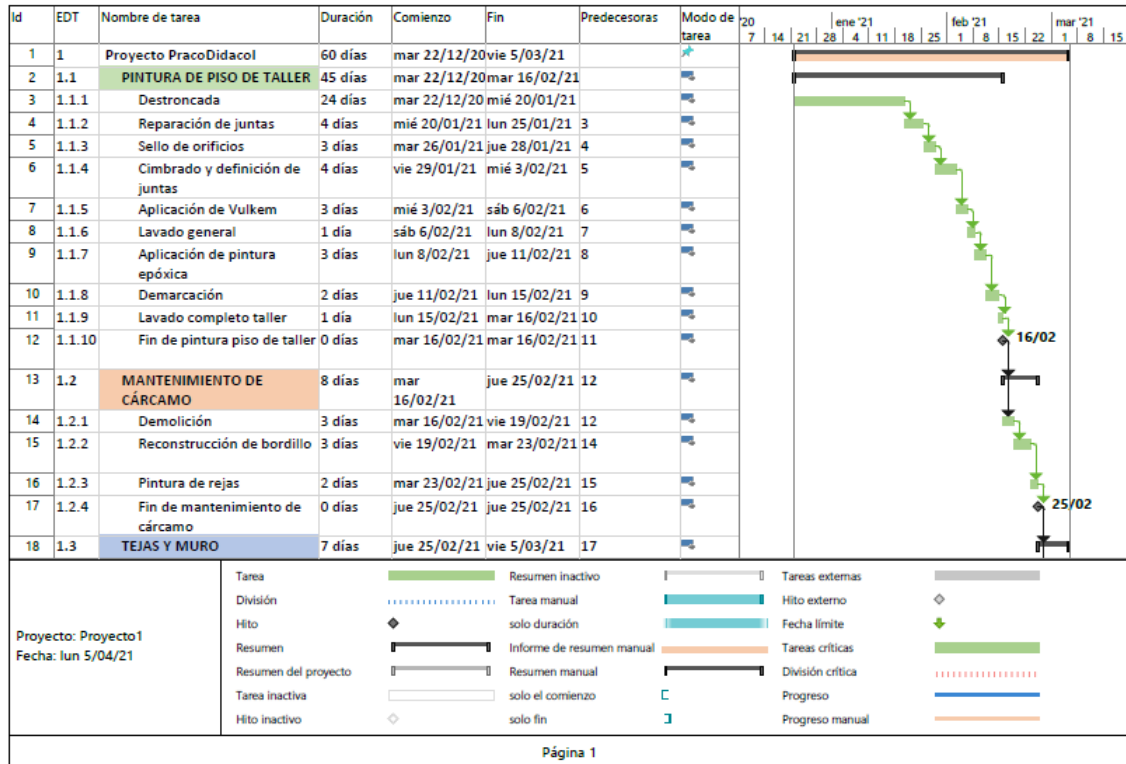 Id EDT Nombre de tarea Duración Comienzo Fin Predecesoras Modo de tarea '20 ene '21 feb '21 mar '21
7 14 21 28 4 11 18 25 1 8 15 22 1 8 15
1 1 Proyecto PracoDidacol 60 días mar 22/12/20 vie 5/03/21
2 1.1 PINTURA DE PISO DE TALLER 45 días mar 22/12/20 mar 16/02/21
3 1.1.1 Destroncada 24 días mar 22/12/20 mié 20/01/21
4 1.1.2 Reparación de juntas 4 días mié 20/01/21 lun 25/01/21 3
5 1.1.3 Sello de orificios 3 días mar 26/01/21 jue 28/01/21 4
6 1.1.4 Cimbrado y definición de juntas 4 días vie 29/01/21 mié 3/02/21 5
7 1.1.5 Aplicación de Vulkem 3 días mié 3/02/21 sáb 6/02/21 6
8 1.1.6 Lavado general 1 día sáb 6/02/21 lun 8/02/21 7
9 1.1.7 Aplicación de pintura epóxica 3 días lun 8/02/21 jue 11/02/21 8
10 1.1.8 Demarcación 2 días jue 11/02/21 lun 15/02/21 9
11 1.1.9 Lavado completo taller 1 día lun 15/02/21 mar 16/02/21 10
12 1.1.10 Fin de pintura piso de taller 0 días mar 16/02/21 mar 16/02/21 11 16/02
13 1.2 MANTENIMIENTO DE CÁRCAMO 8 días mar 16/02/21 jue 25/02/21 12
14 1.2.1 Demolición 3 días mar 16/02/21 vie 19/02/21 12
15 1.2.2 Reconstrucción de bordillo 3 días vie 19/02/21 mar 23/02/21 14
16 1.2.3 Pintura de rejas 2 días mar 23/02/21 jue 25/02/21 15
17 1.2.4 Fin de mantenimiento de cárcamo 0 días jue 25/02/21 jue 25/02/21 16 25/02
18 1.3 TEJAS Y MURO 7 días jue 25/02/21 vie 5/03/21 17
Proyecto: Proyecto1
Fecha: lun 5/04/21
Tarea Resumen inactivo Tareas externas
División Tarea manual Hito externo
Hito solo duración Fecha límite
Resumen Informe de resumen manual Tareas críticas
Resumen del proyecto Resumen manual División crítica
Tarea inactiva solo el comienzo Progreso
Hito inactivo solo fin Progreso manual
Página 1